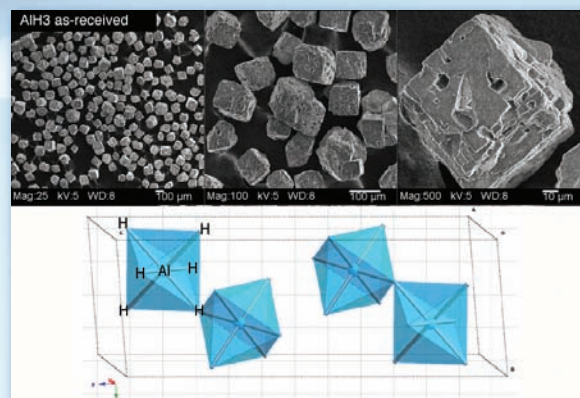 AlH3 as-received
Mag:25 kV:5 WD:8 100 µm
Mag:100 kV:5 WD:8 100 µm
Mag:500 kV:5 WD:8 10 µm
H H
H Al H
H H